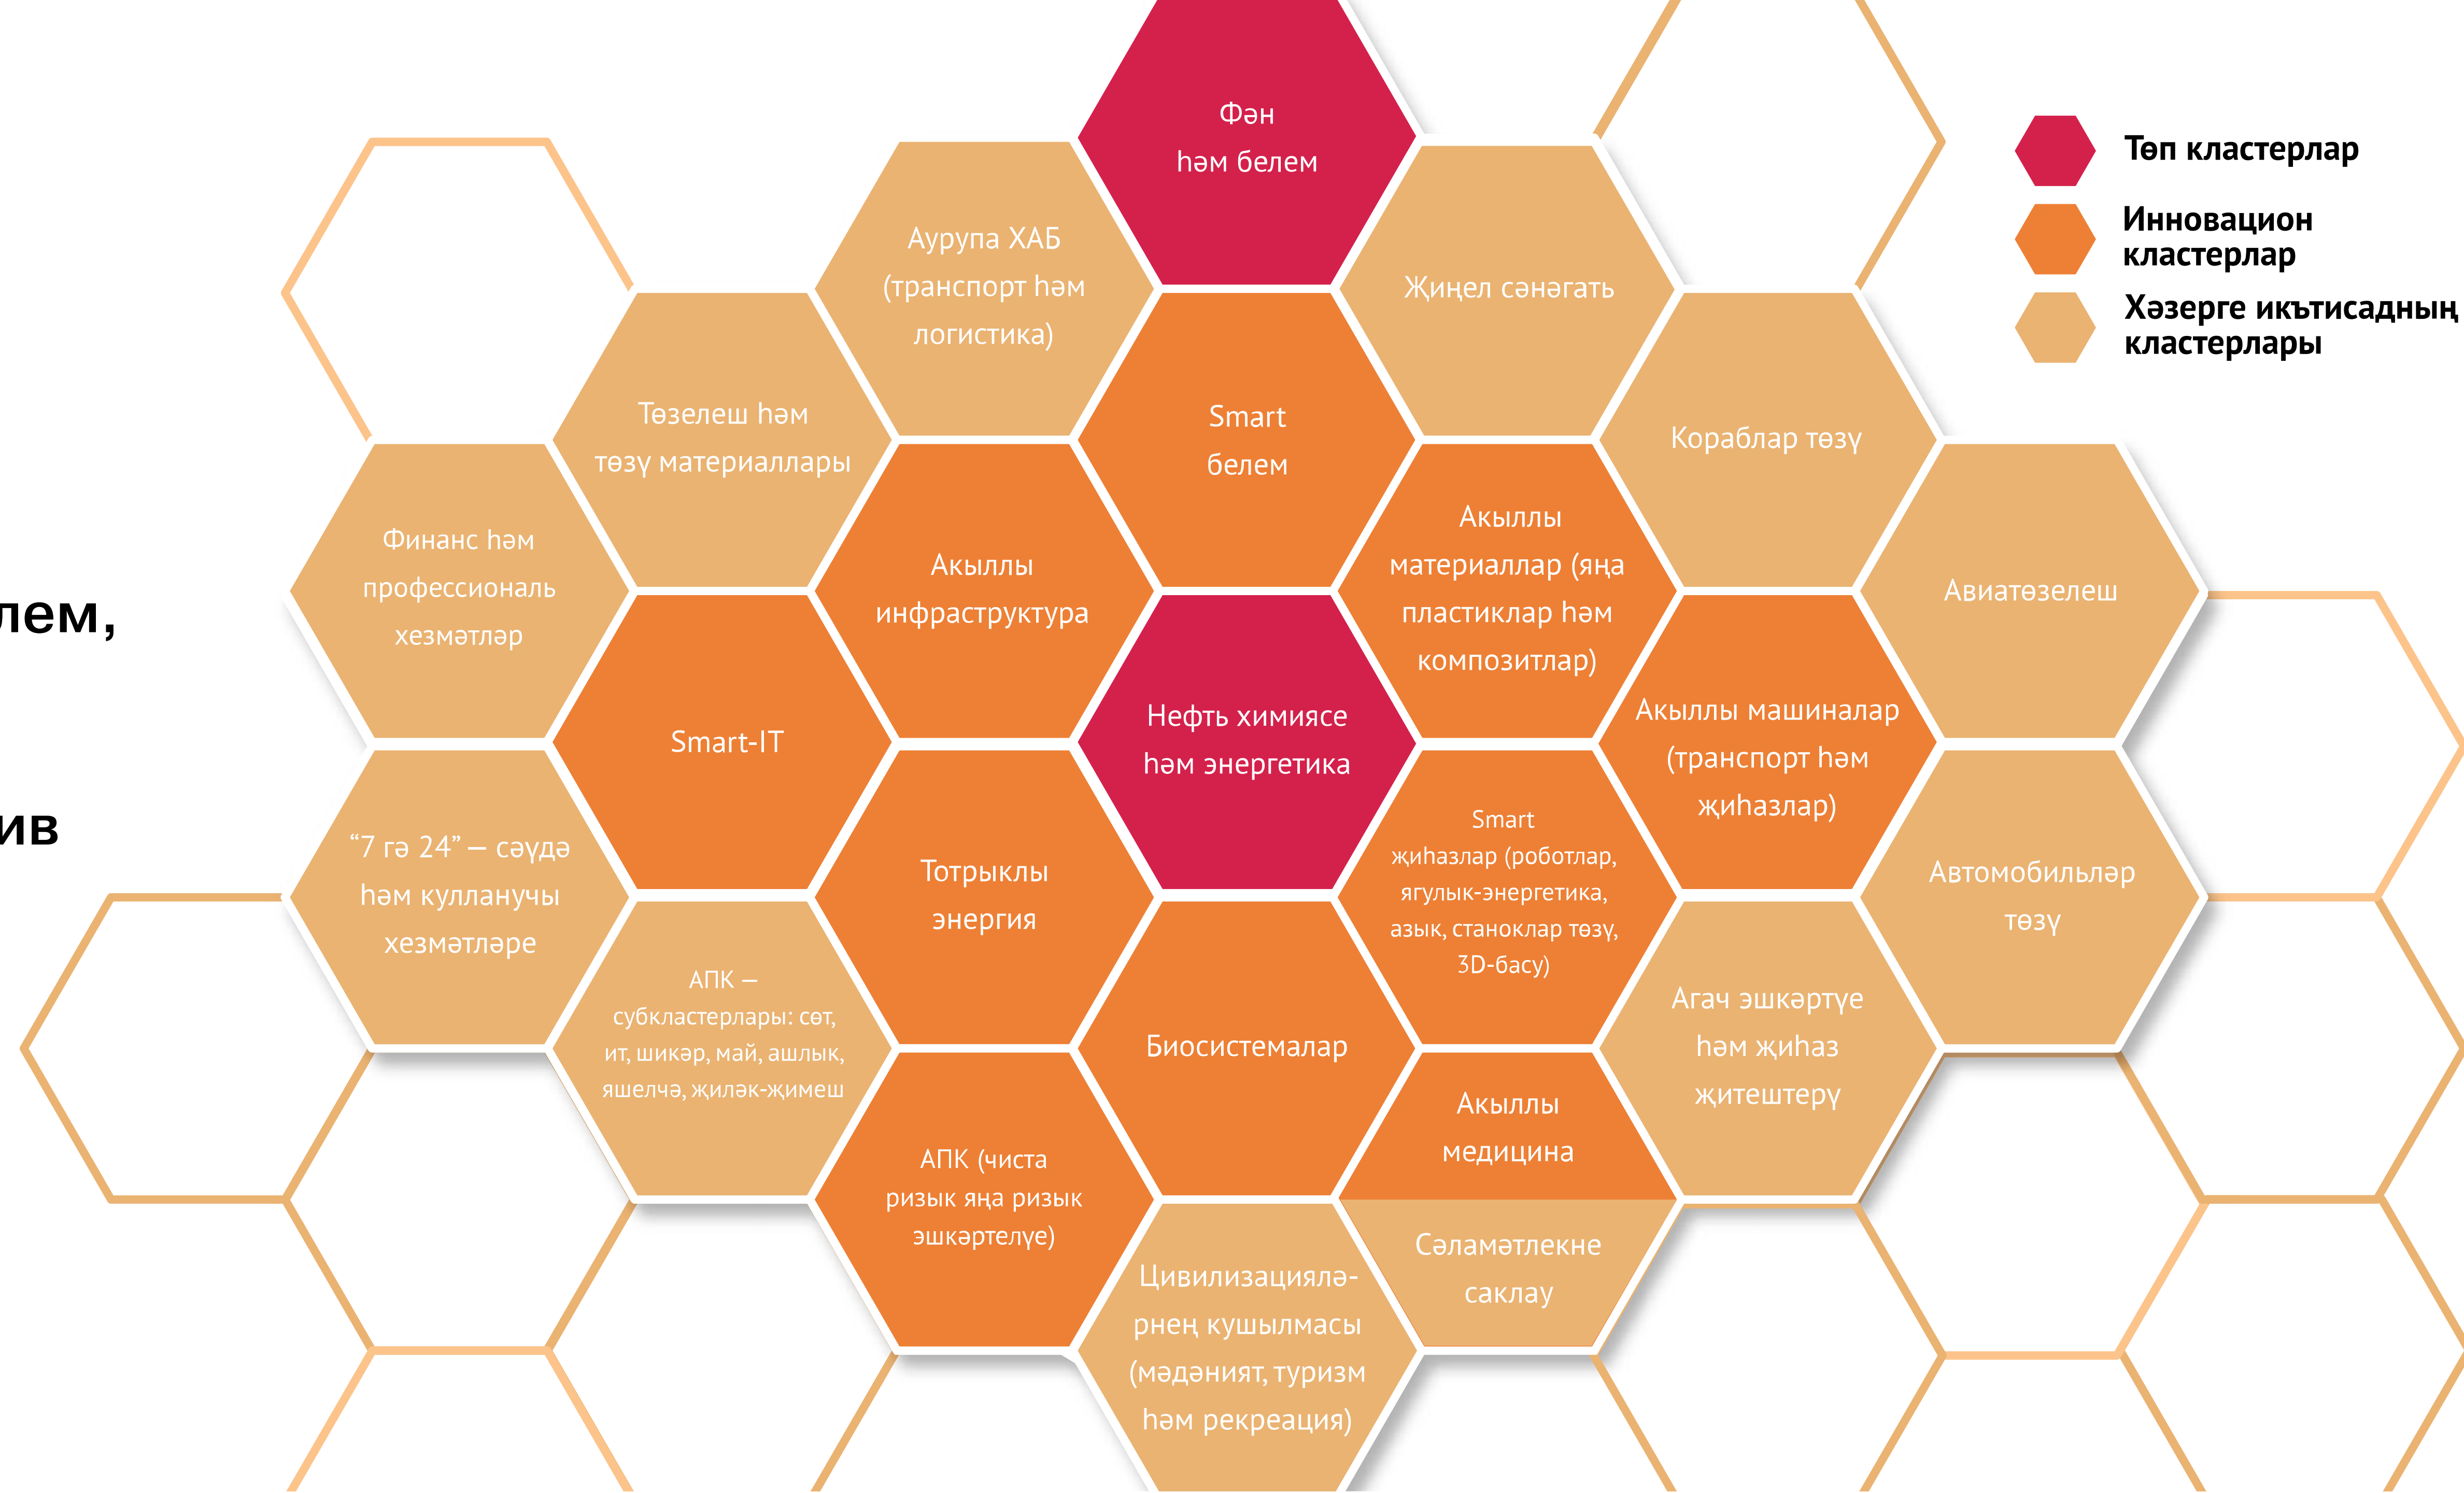 Фән
һәм белем
Төп кластерлар
Инновацион
кластерлар
Хәзерге икътисадның
кластерлары
Аурупа ХАБ
(транспорт һәм
логистика)
Җиңел сәнәгать
Төзелеш һәм
төзү материаллары
Smart
белем
Кораблар төзү
Финанс һәм
профессиональ
хезмәтләр
Акыллы
инфраструктура
Акыллы
материаллар (яңа
пластиклар һәм
композитлар)
Авиатөзелеш
Smart-IT
Нефть химиясе
һәм энергетика
Акыллы машиналар
(транспорт һәм
җиһазлар)
“7 гә 24” — сәүдә
һәм кулланучы
хезмәтләре
Тотрыклы
энергия
Smart
җиһазлар (роботлар,
ягулык-энергетика,
азык, станоклар төзү,
3D-басу)
Автомобильләр
төзү
АПК —
субкластерлары: сөт,
ит, шикәр, май, ашлык,
яшелчә, җиләк-җимеш
Биосистемалар
Агач эшкәртүе
һәм җиһаз
җитештерү
АПК (чиста
ризык яңа ризык
эшкәртелүе)
Акыллы
медицина
Сәламәтлекне
саклау
Цивилизациялә-
рнең кушылмасы
(мәдәният, туризм
һәм рекреация)